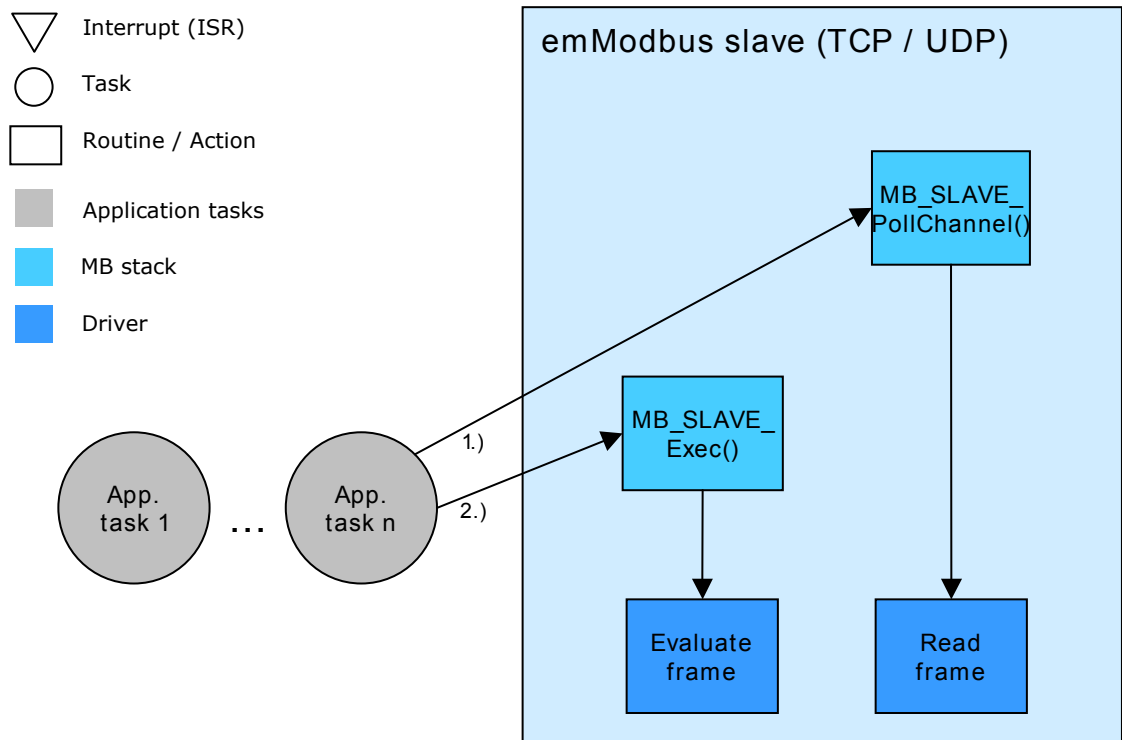 Interrupt (ISR)
Task
Routine / Action
Application tasks
MB stack
Driver
emModbus slave (TCP / UDP)
MB_SLAVE_
PollChannel()
MB_SLAVE_
Exec()
1.)
2.)
App.
task 1
...
App.
task n
Evaluate
frame
Read
frame